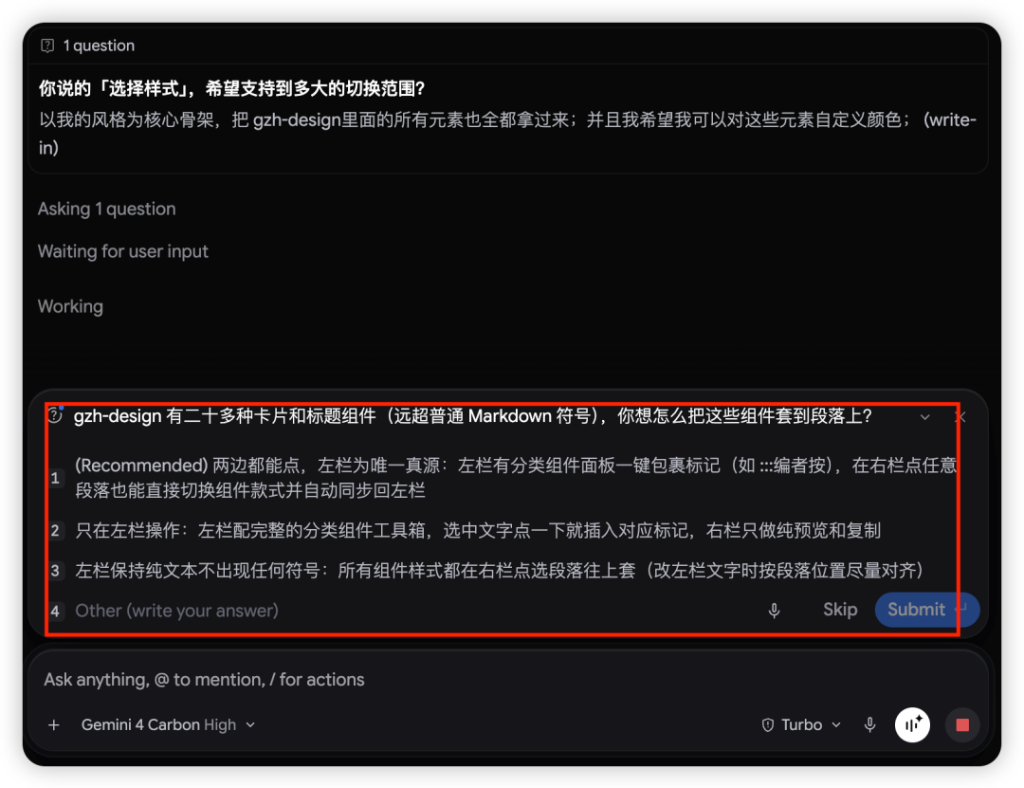 1 question
你说的「选择样式」，希望支持到多大的切换范围？
以我的风格为核心骨架，把 gzh-design里面的所有元素也全都拿过来；并且我希望我可以对这些元素自定义颜色； (write-
in)
Asking 1 question
Waiting for user input
Working
gzh-design 有二十多种卡片和标题组件（远超普通 Markdown 符号），你想怎么把这些组件套到段落上？
1
(Recommended) 两边都能点，左栏为唯一真源：左栏有分类组件面板一键包裹标记（如 :::编者按），在右栏点任意
段落也能直接切换组件款式并自动同步回左栏
2 只在左栏操作：左栏配完整的分类组件工具箱，选中文字点一下就插入对应标记，右栏只做纯预览和复制
3 左栏保持纯文本不出现任何符号：所有组件样式都在右栏点选段落往上套（改左栏文字时按段落位置尽量对齐）
4 Other (write your answer) Skip Submit
Ask anything, @ to mention, / for actions
Gemini 4 Carbon High Turbo